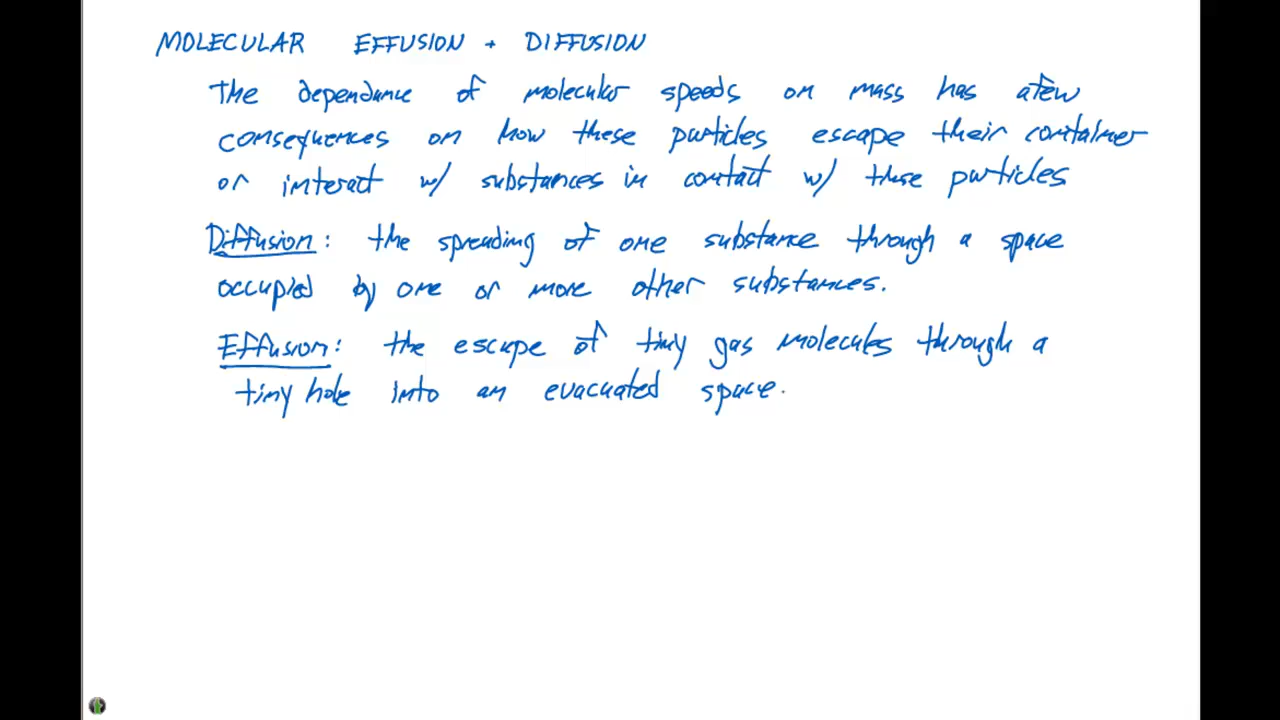 MOLECULAR EFFUSION + DIFFUSION
The dependance of molecular speeds on mass has a few
consequences on how these particles escape their container
or interact w/ substances in contact w/ these particles
Diffusion: the spreading of one substance through a space
occupied by one or more other substances.
Effusion: the escape of tiny gas molecules through a
tiny hole into an evacuated space.